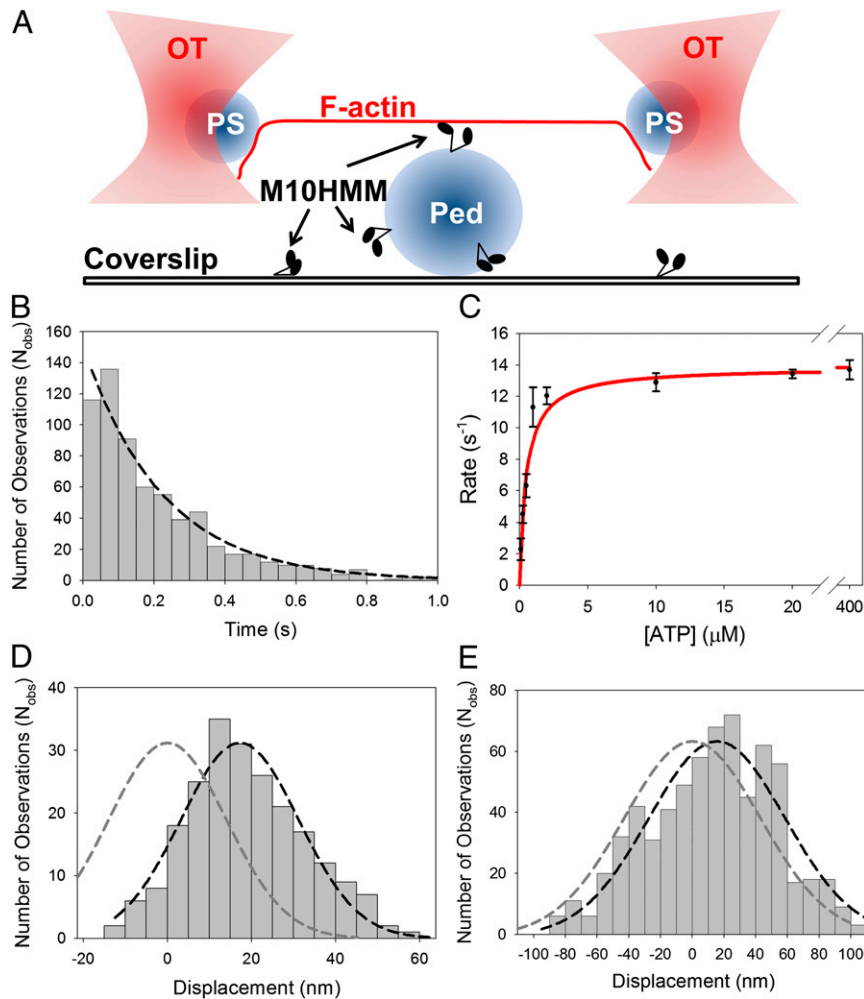 A
OT
OT
PS
PS
F-actin
M10HMM
Ped
Coverslip
B
Number of Observations (Nobs)
160
140
120
100
80
60
40
20
0
0.0 0.2 0.4 0.6 0.8 1.0
Time (s)
C
Rate (s-1)
16
14
12
10
8
6
4
2
0
0 5 10 15 20 400
[ATP] (μM)
D
Number of Observations (Nobs)
40
30
20
10
0
-20 0 20 40 60
Displacement (nm)
E
Number of Observations (Nobs)
80
60
40
20
0
-100 -80 -60 -40 -20 0 20 40 60 80 100
Displacement (nm)